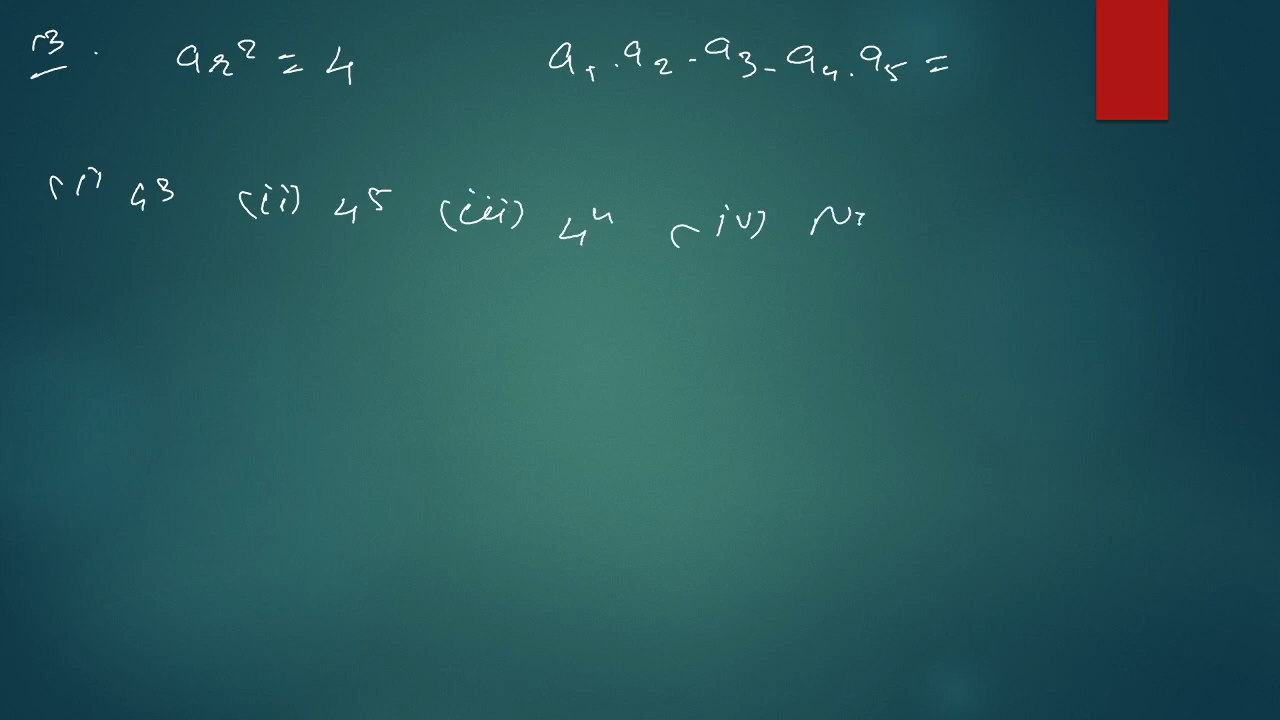 13. ar² = 4 a₁.a₂.a₃.a₄.a₅ =
(i) 4³ (ii) 4⁵ (iii) 4⁴ (iv)